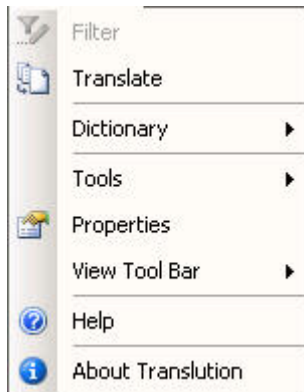 Filter
Translate
Dictionary
Tools
Properties
View Tool Bar
Help
About Translution